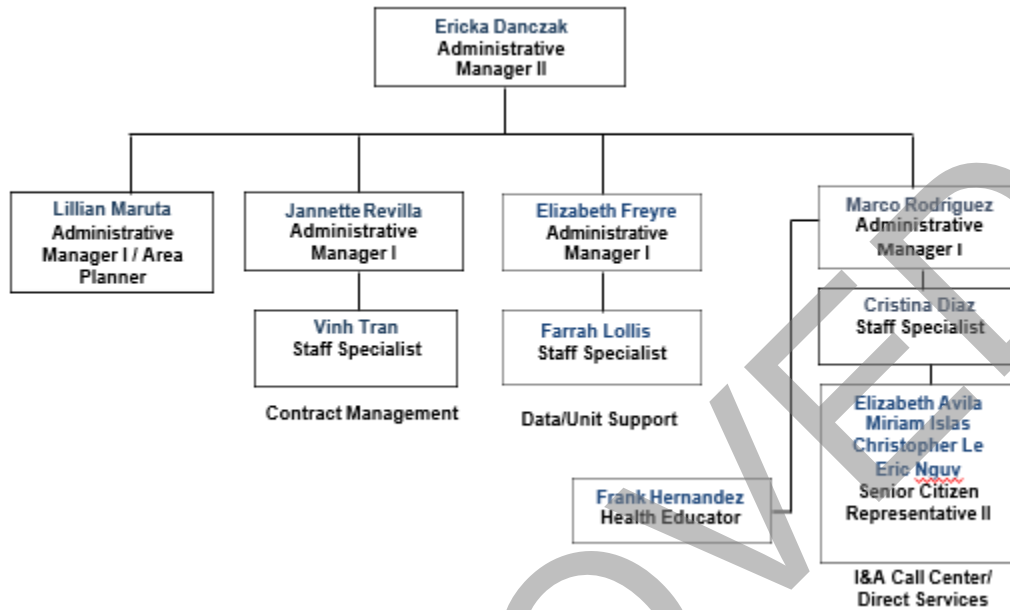 Ericka Danczak
Administrative
Manager II
Lillian Maruta
Administrative
Manager I / Area
Planner
Jannette Revilla
Administrative
Manager I
Elizabeth Freyre
Administrative
Manager I
Marco Rodriguez
Administrative
Manager I
Vinh Tran
Staff Specialist
Farrah Lollis
Staff Specialist
Cristina Diaz
Staff Specialist
Contract Management
Data/Unit Support
Elizabeth Avila
Miriam Islas
Christopher Le
Eric Nguy
Senior Citizen
Representative II
Frank Hernandez
Health Educator
I&A Call Center/
Direct Services
OVED